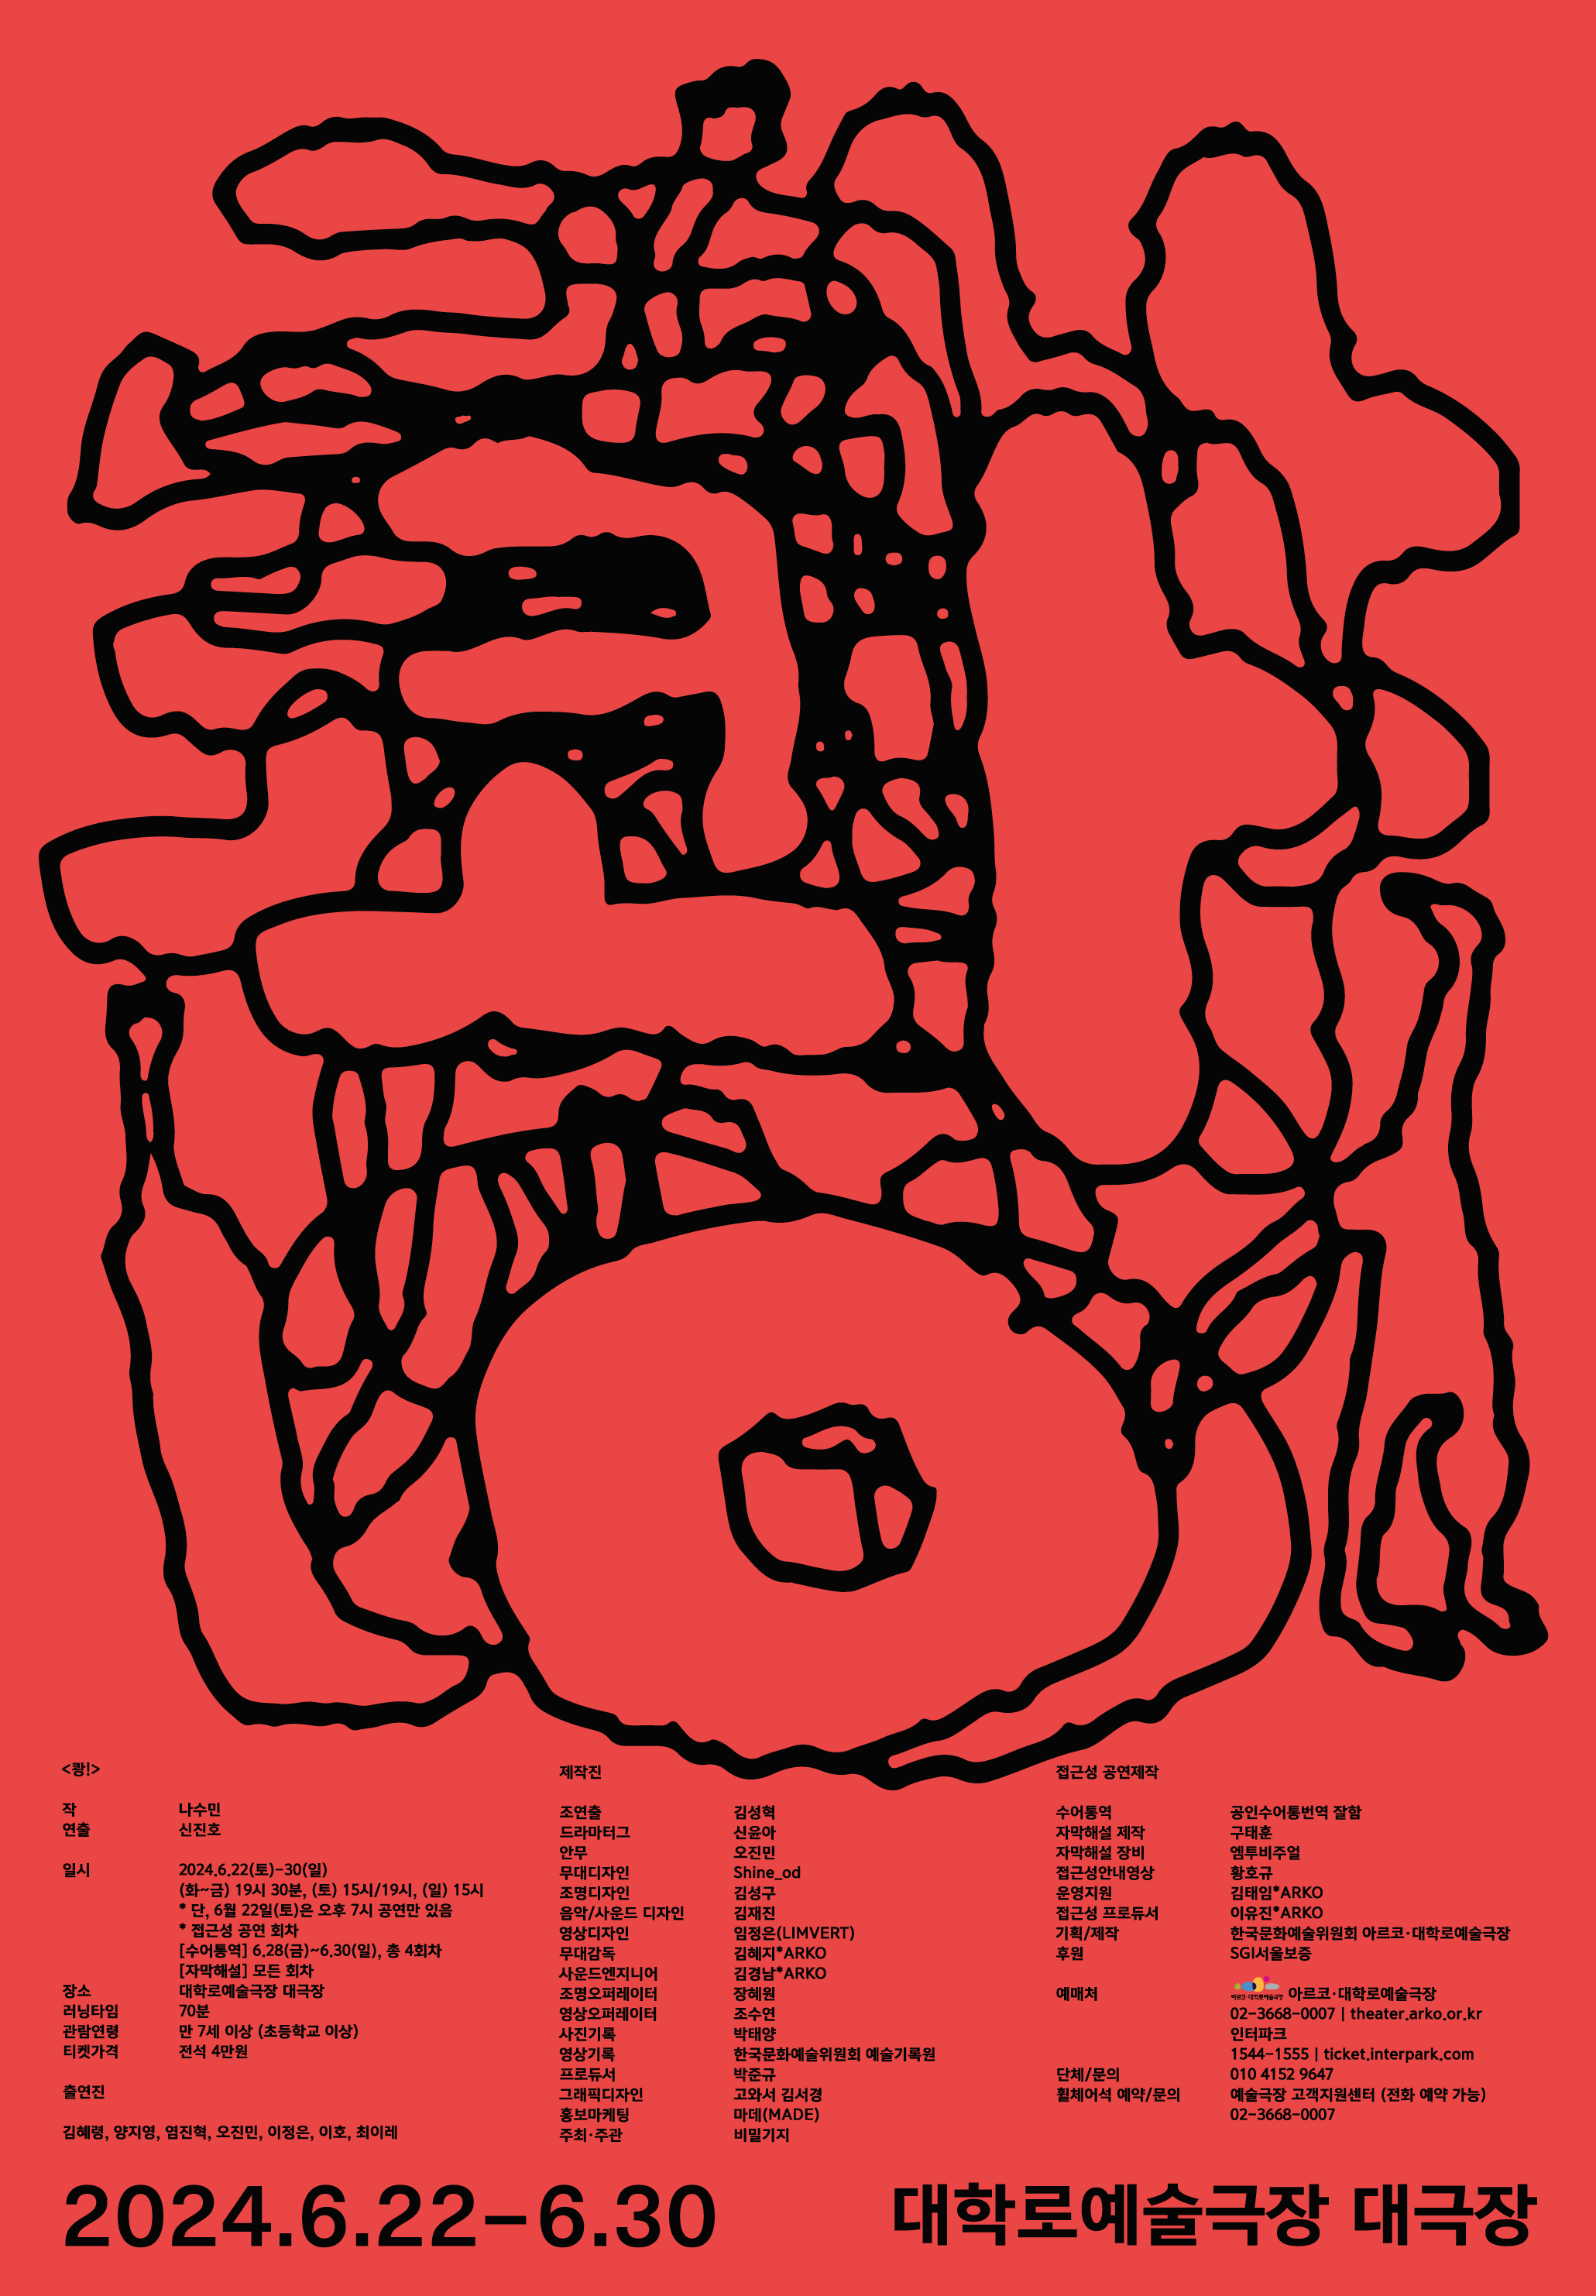 <쾅!>
작 나수민
연출 신진호
일시 2024.6.22(토)-30(일)
(화~금) 19시 30분, (토) 15시/19시, (일) 15시
* 단, 6월 22일(토)은 오후 7시 공연만 있음
* 접근성 공연 회차
[수어통역] 6.28(금)~6.30(일), 총 4회차
[자막해설] 모든 회차
장소 대학로예술극장 대극장
러닝타임 70분
관람연령 만 7세 이상 (초등학교 이상)
티켓가격 전석 4만원
출연진
김혜령, 양지영, 염진혁, 오진민, 이정은, 이호, 최이레
제작진
조연출 김성혁
드라마터그 신윤아
안무 오진민
무대디자인 Shine_od
조명디자인 김성구
음악/사운드 디자인 김재진
영상디자인 임정은(LIMVERT)
무대감독 김혜지*ARKO
사운드엔지니어 김경남*ARKO
조명오퍼레이터 장혜원
영상오퍼레이터 조수연
사진기록 박태양
영상기록 한국문화예술위원회 예술기록원
프로듀서 박준규
그래픽디자인 고와서 김서경
홍보마케팅 마데(MADE)
주최·주관 비밀기지
접근성 공연제작
수어통역 공인수어통번역 잘함
자막해설 제작 구태훈
자막해설 장비 엠투비주얼
접근성안내영상 황호규
운영지원 김태임*ARKO
접근성 프로듀서 이유진*ARKO
기획/제작 한국문화예술위원회 아르코·대학로예술극장
후원 SGI서울보증
예매처 아르코·대학로예술극장 아르코·대학로예술극장
02-3668-0007 | theater.arko.or.kr
인터파크
1544-1555 | ticket.interpark.com
단체/문의 010 4152 9647
휠체어석 예약/문의 예술극장 고객지원센터 (전화 예약 가능)
02-3668-0007
2024.6.22-6.30
대학로예술극장 대극장